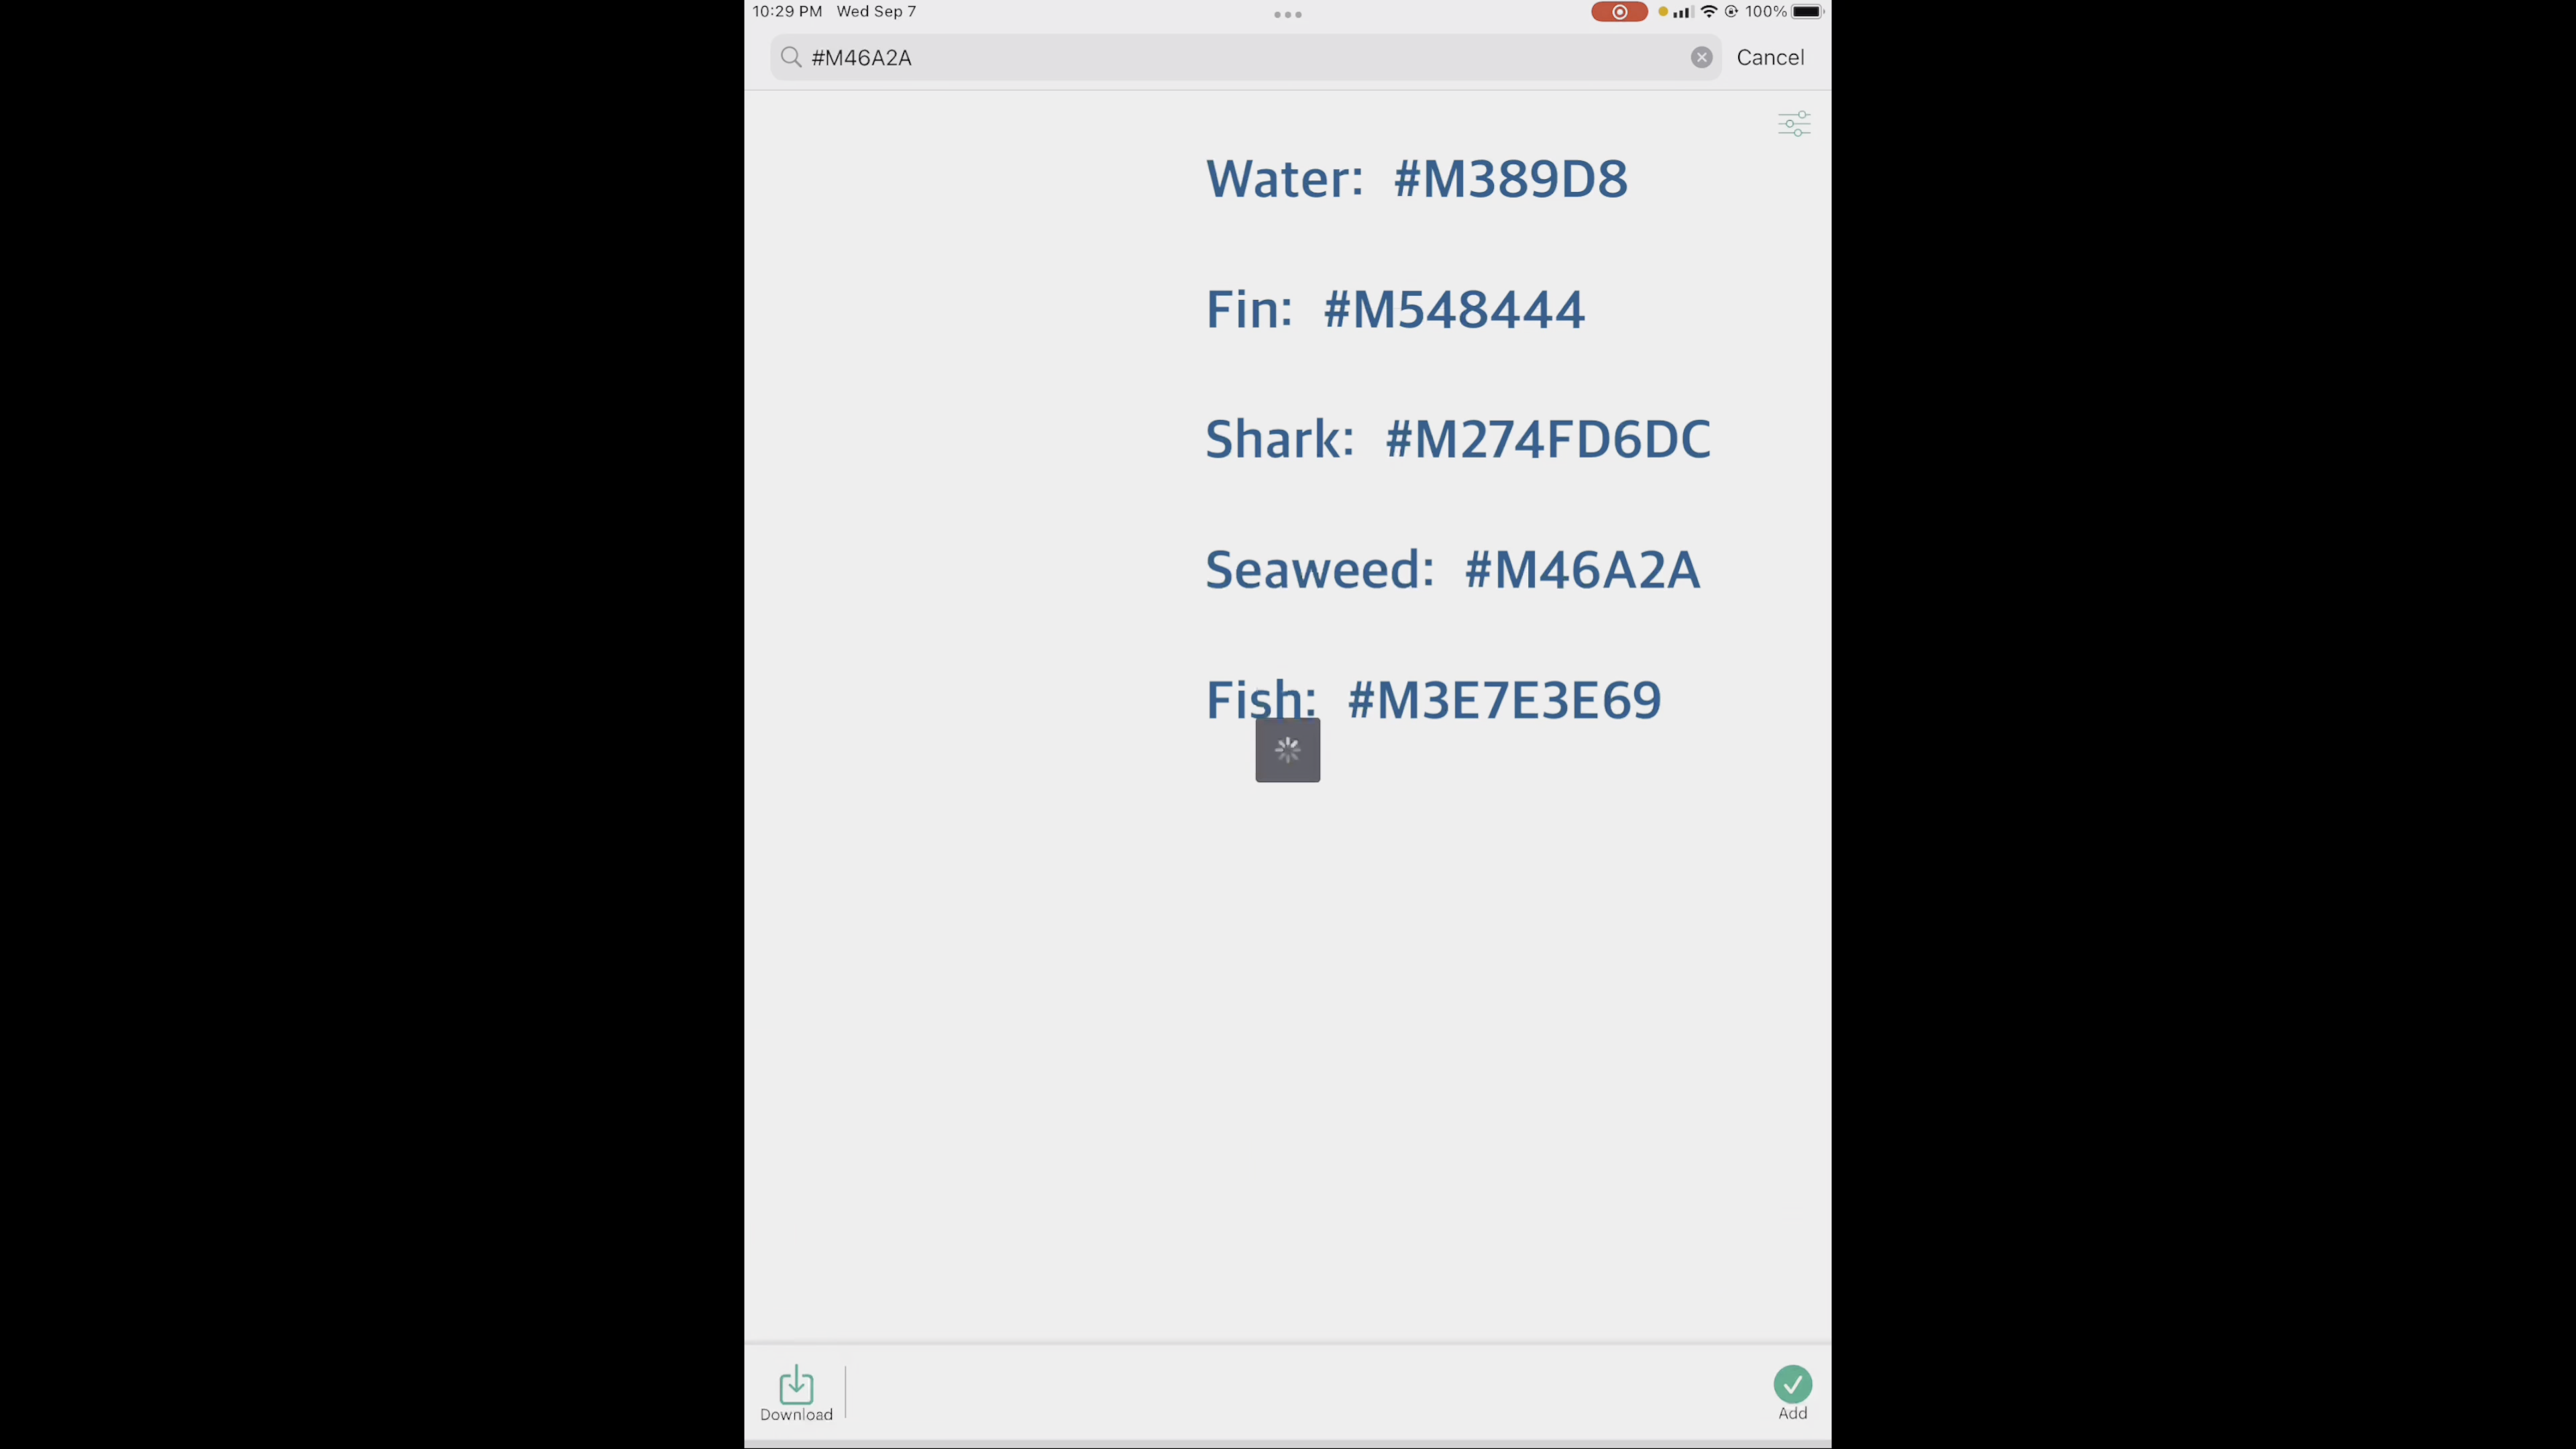 10:29 PM Wed Sep 7 100%
#M46A2A Cancel
Water: #M389D8
Fin: #M548444
Shark: #M274FD6DC
Seaweed: #M46A2A
Fish: #M3E7E3E69
Download Add